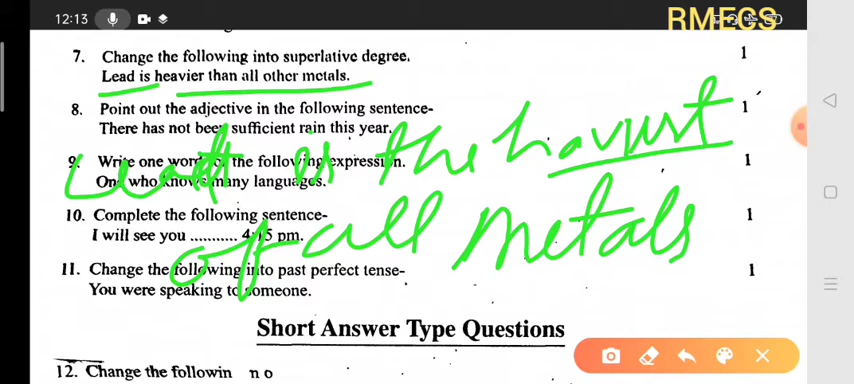 12:13
RMECS
7. Change the following into superlative degree. 1
Lead is heavier than all other metals.
8. Point out the adjective in the following sentence- 1
There has not been sufficient rain this year.
9. Write one word for the following expression. 1
One who knows many languages.
10. Complete the following sentence- 1
I will see you .......... 4:15 pm.
11. Change the following into past perfect tense- 1
You were speaking to someone.
Lead is the
of all metals
Short Answer Type Questions
12. Change the followin n o